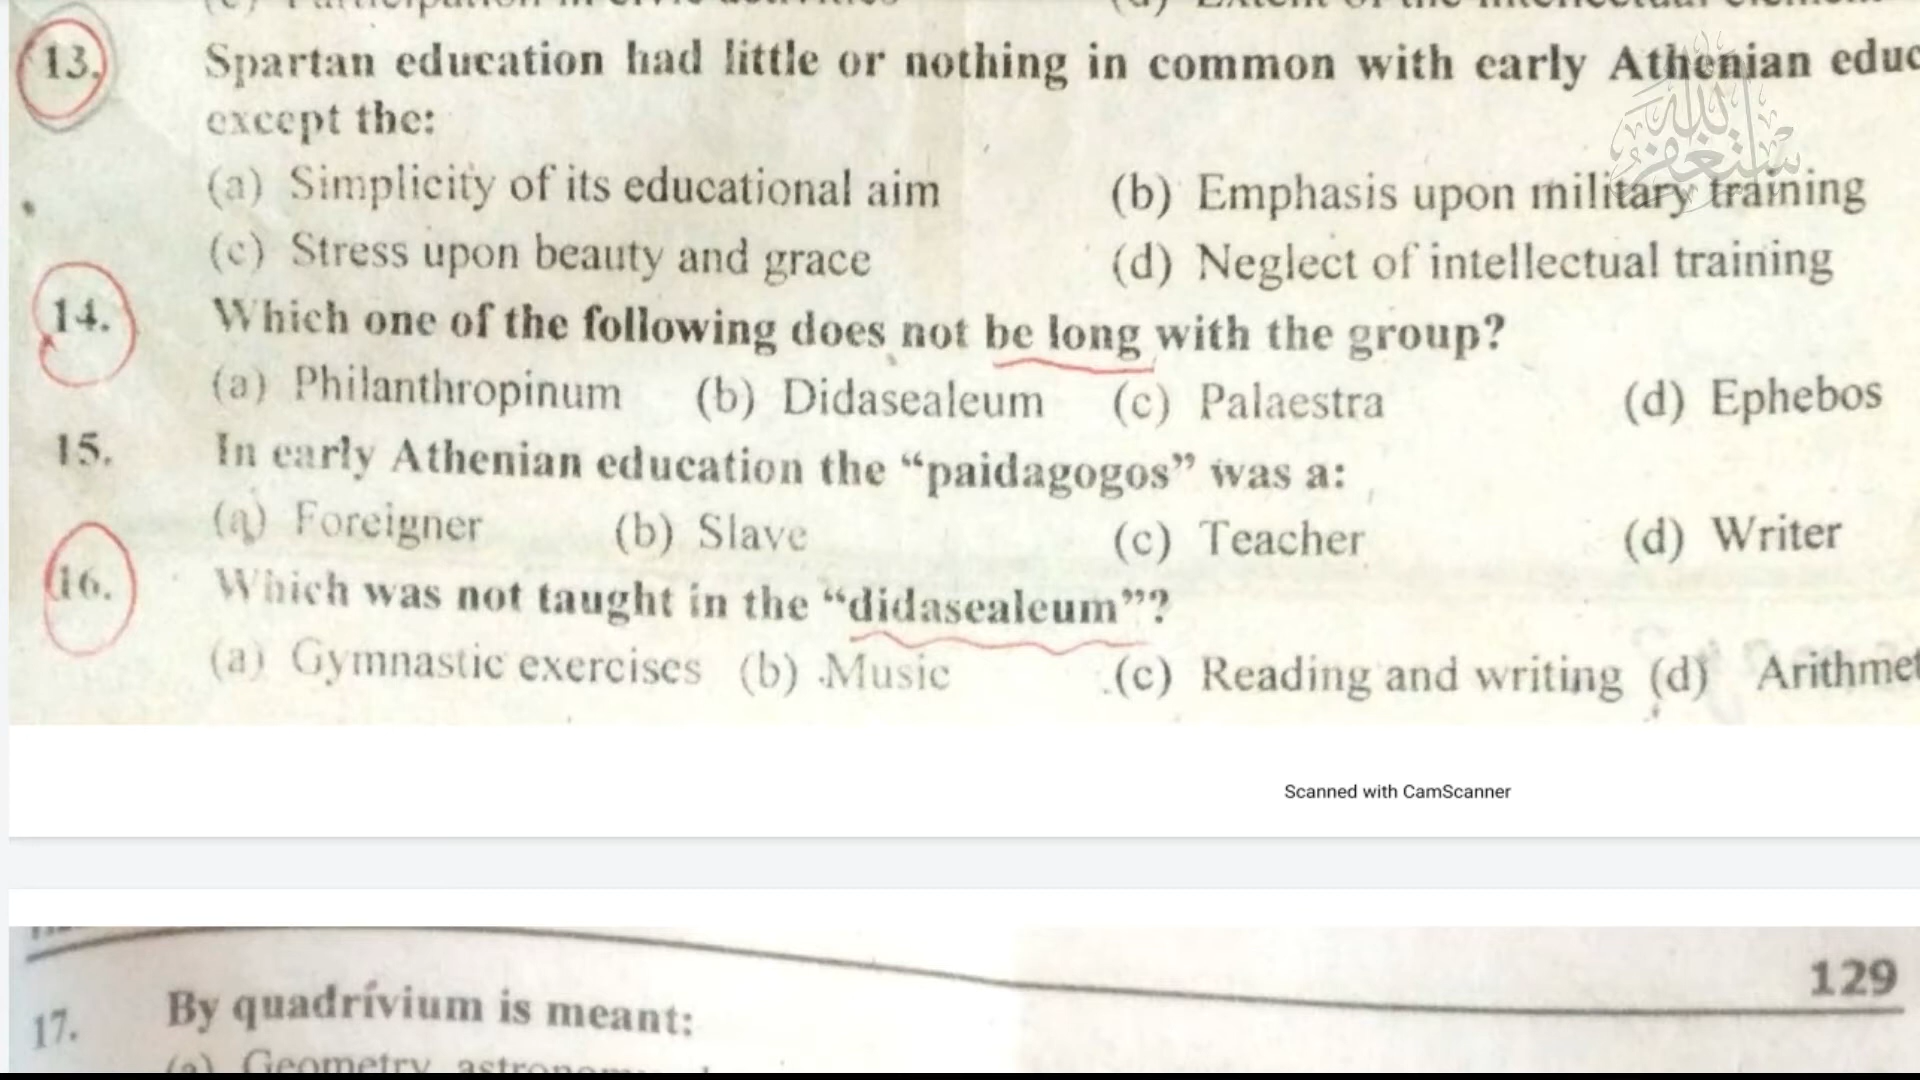 13. Spartan education had little or nothing in common with early Athenian educ
except the:
(a) Simplicity of its educational aim (b) Emphasis upon military training
(c) Stress upon beauty and grace (d) Neglect of intellectual training
14. Which one of the following does not be long with the group?
(a) Philanthropinum (b) Didasealeum (c) Palaestra (d) Ephebos
15. In early Athenian education the “paidagogos” was a:
(a) Foreigner (b) Slave (c) Teacher (d) Writer
16. Which was not taught in the “didasealeum”?
(a) Gymnastic exercises (b) Music (c) Reading and writing (d) Arithmet
Scanned with CamScanner
129
17. By quadrívium is meant:
(a) Geometry